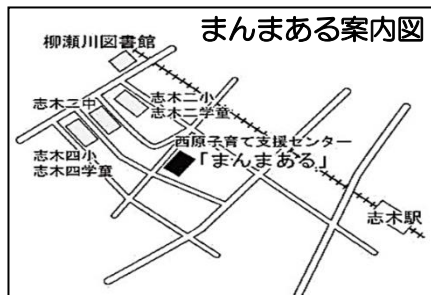 まんまある案内図
柳瀬川図書館
志木二中
志木二小
志木二学童
志木四小
志木四学童
西原子育て支援センター
「まんまある」
志木駅